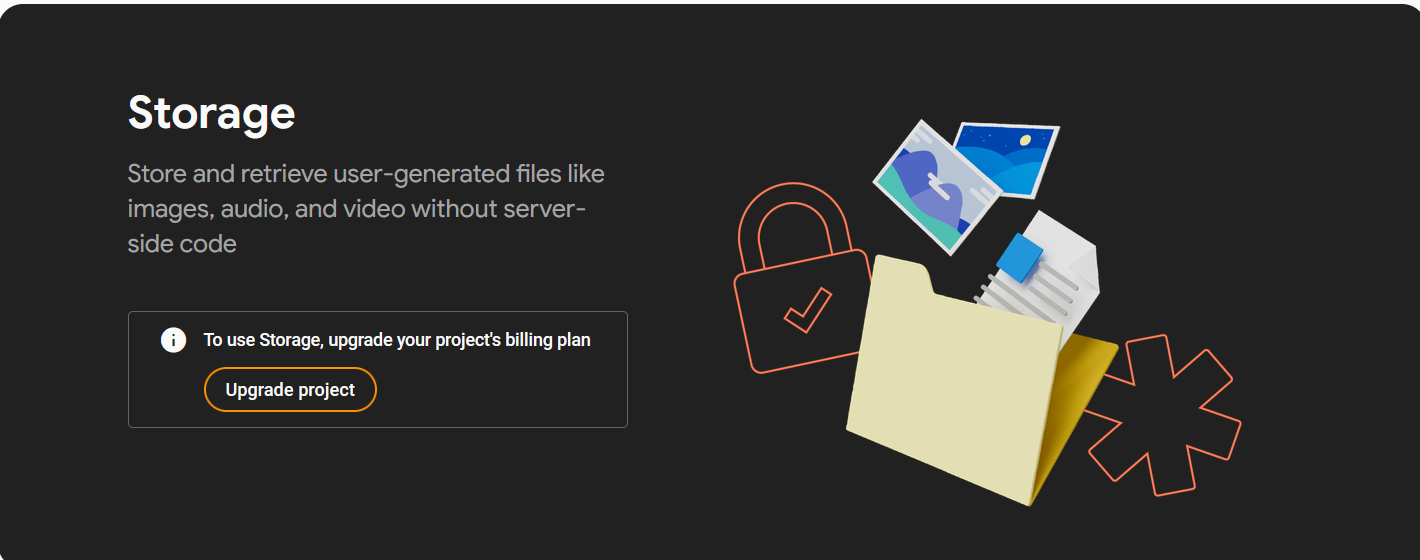 Storage
Store and retrieve user-generated files like
images, audio, and video without server-
side code
To use Storage, upgrade your project's billing plan
Upgrade project